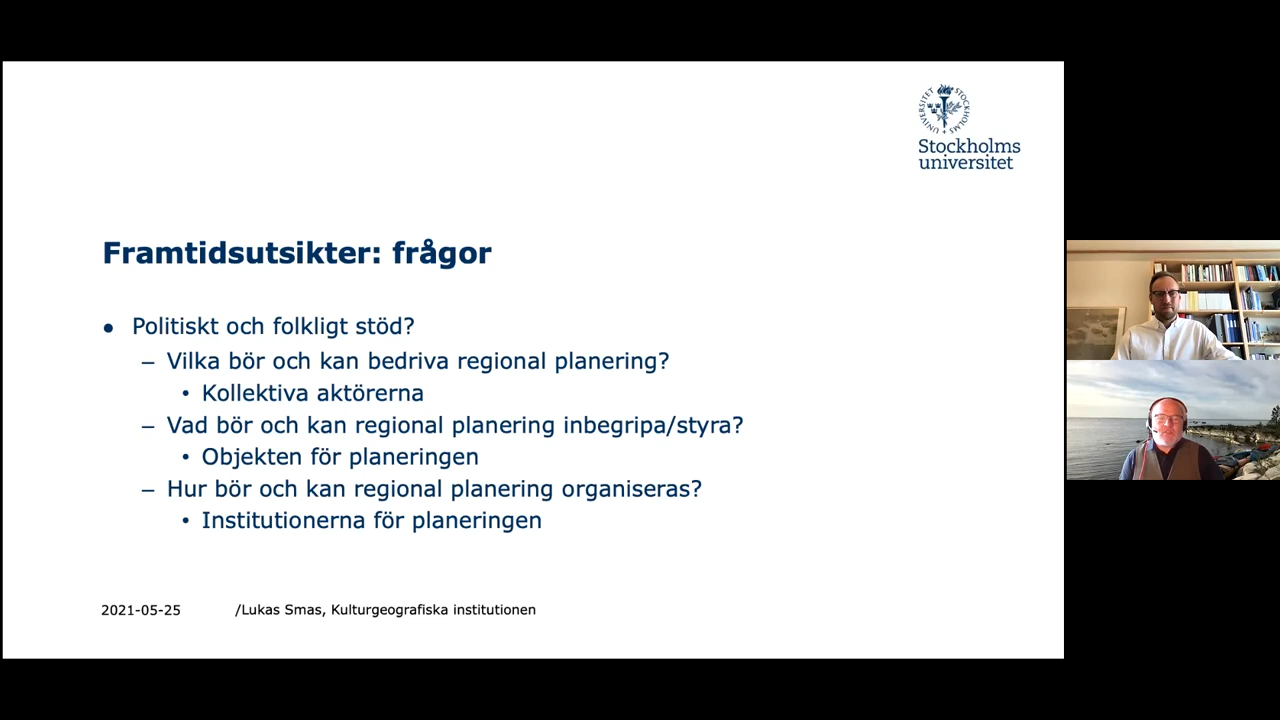 STOCKHOLMS UNIVERSITET
Stockholms
universitet
Framtidsutsikter: frågor
• Politiskt och folkligt stöd?
– Vilka bör och kan bedriva regional planering?
• Kollektiva aktörerna
– Vad bör och kan regional planering inbegripa/styra?
• Objekten för planeringen
– Hur bör och kan regional planering organiseras?
• Institutionerna för planeringen
2021-05-25 /Lukas Smas, Kulturgeografiska institutionen